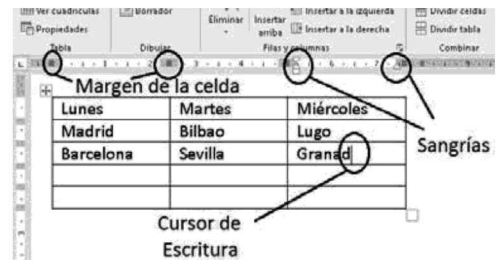 Ver cuadrículas Borrador Eliminar Insertar arriba Insertar a la izquierda Dividir celdas
Propiedades Insertar a la derecha Dividir tabla
Tabla Dibujar Filas y columnas Combinar
Margen de la celda
Lunes Martes Miércoles
Madrid Bilbao Lugo
Barcelona Sevilla Granad
Sangrías
Cursor de
Escritura